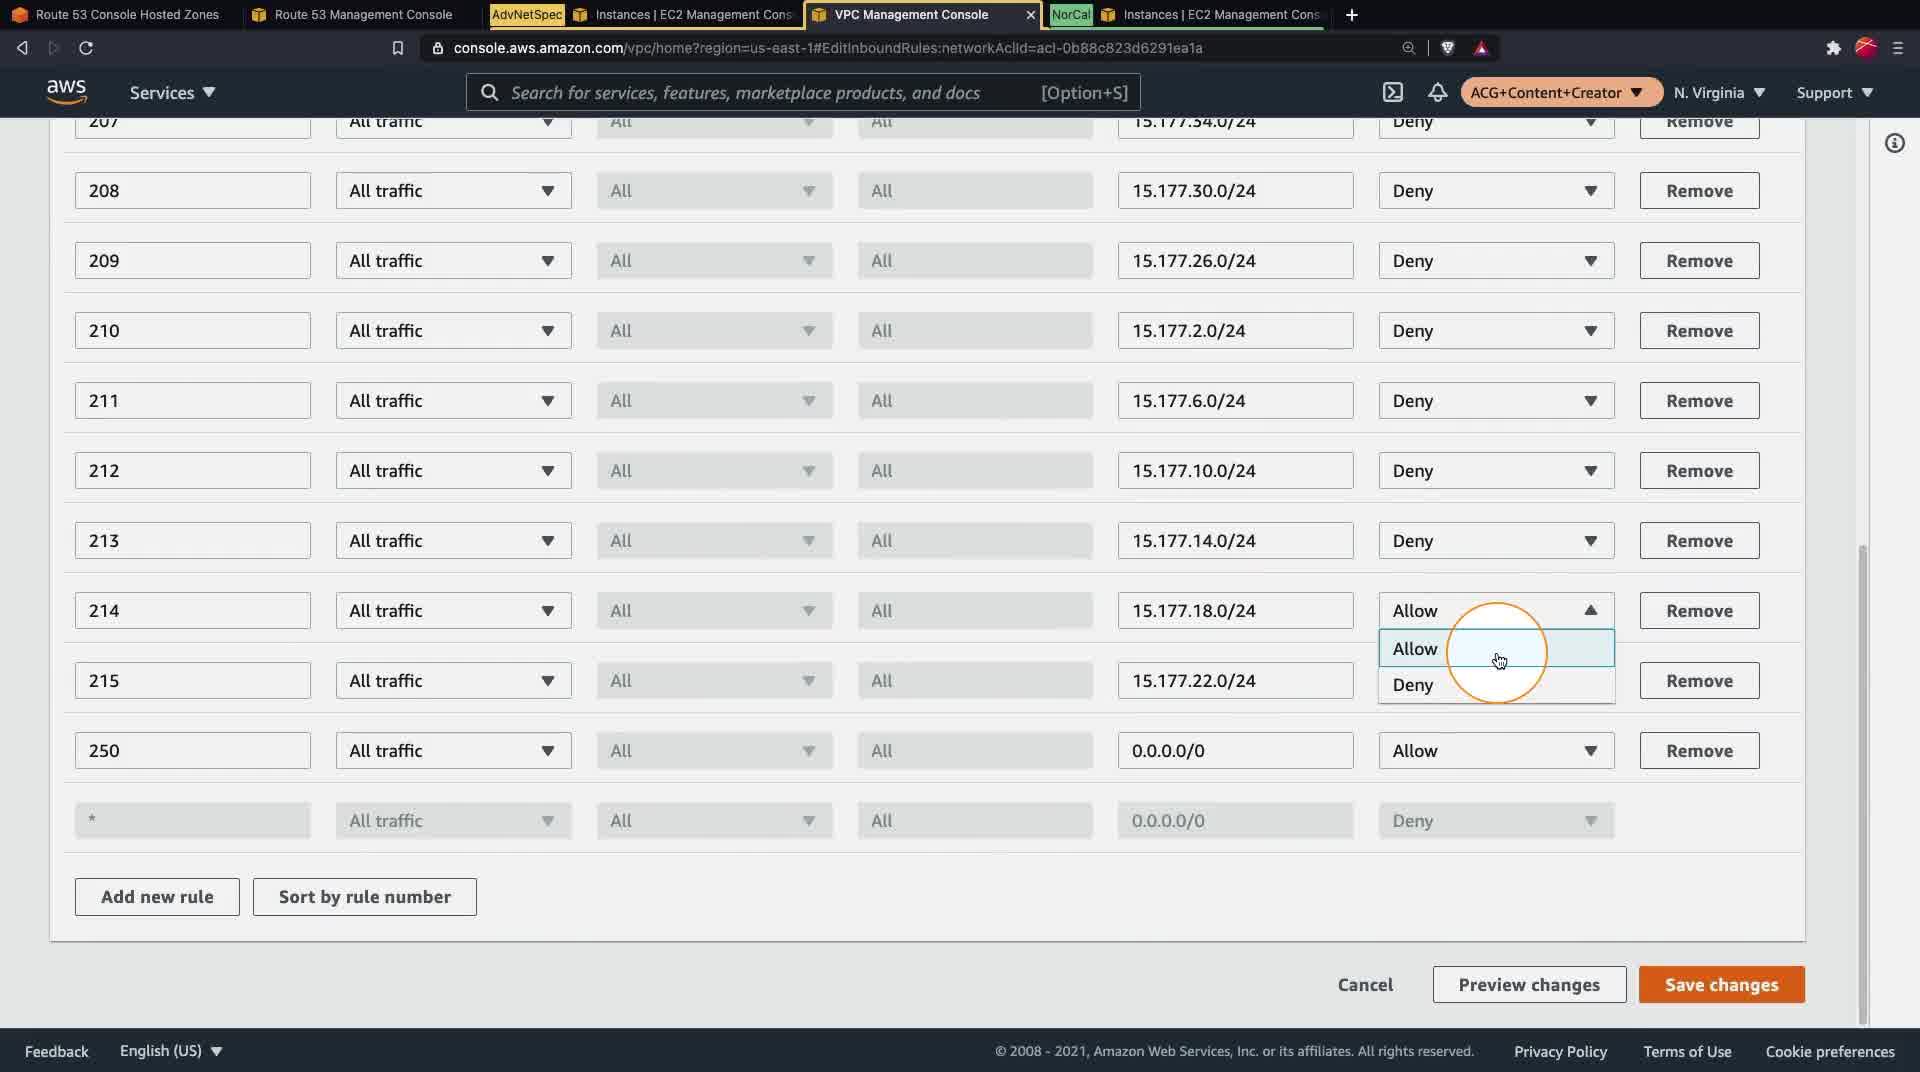 Route 53 Console Hosted Zones
Route 53 Management Console
AdvNetSpec
Instances | EC2 Management Cons
VPC Management Console
NorCal
Instances | EC2 Management Cons
console.aws.amazon.com/vpc/home?region=us-east-1#EditInboundRules:networkAclId=acl-0b88c823d6291ea1a
aws
Services
Search for services, features, marketplace products, and docs
[Option+S]
ACG+Content+Creator
N. Virginia
Support
207 All traffic All All 15.177.34.0/24 Deny Remove
208 All traffic All All 15.177.30.0/24 Deny Remove
209 All traffic All All 15.177.26.0/24 Deny Remove
210 All traffic All All 15.177.2.0/24 Deny Remove
211 All traffic All All 15.177.6.0/24 Deny Remove
212 All traffic All All 15.177.10.0/24 Deny Remove
213 All traffic All All 15.177.14.0/24 Deny Remove
214 All traffic All All 15.177.18.0/24 Allow Remove
Allow
Deny
215 All traffic All All 15.177.22.0/24 Remove
250 All traffic All All 0.0.0.0/0 Allow Remove
* All traffic All All 0.0.0.0/0 Deny
Add new rule
Sort by rule number
Cancel
Preview changes
Save changes
Feedback
English (US)
© 2008 - 2021, Amazon Web Services, Inc. or its affiliates. All rights reserved.
Privacy Policy
Terms of Use
Cookie preferences